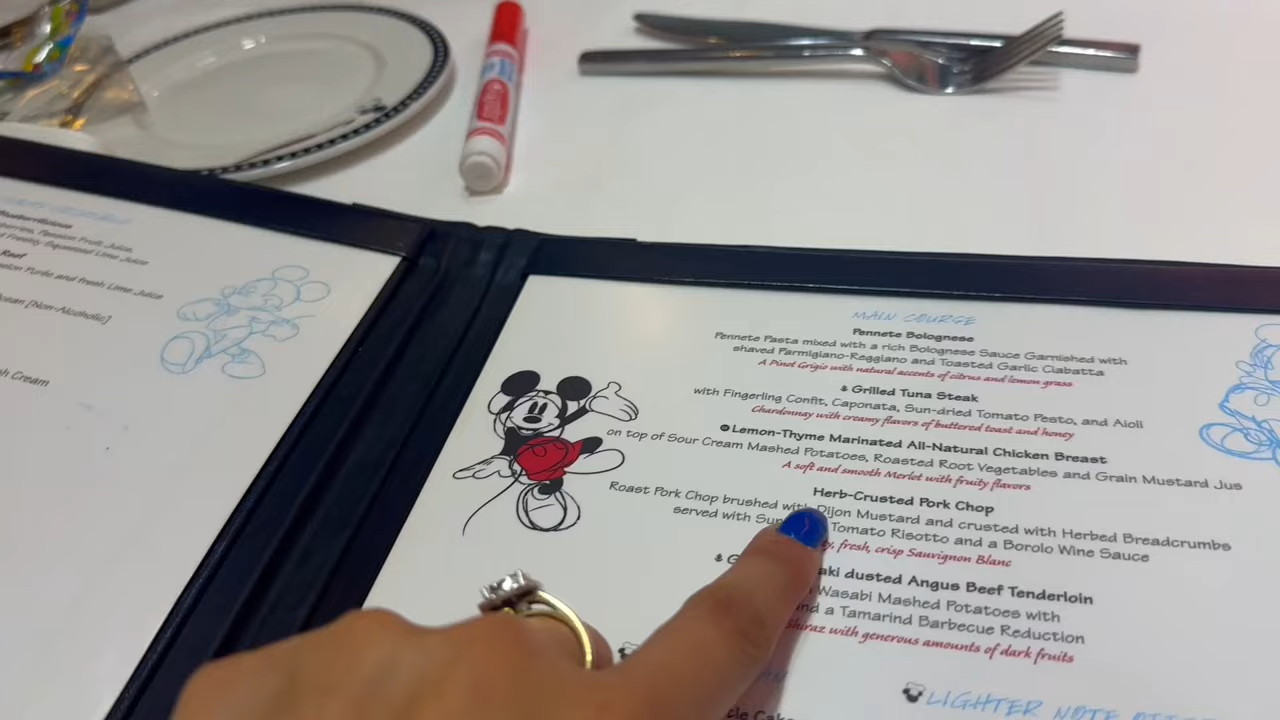 erries, Passion Fruit Juice,
Freshly Squeezed Lime Juice
Reef
elon Purée and Fresh Lime Juice
[Non-Alcoholic]
Cream
MAIN COURSE
Pennete Bolognese
Pennete Pasta mixed with a rich Bolognese Sauce Garnished with
shaved Parmigiano-Reggiano and Toasted Garlic Ciabatta
A Pinot Grigio with natural accents of citrus and lemon grass
Grilled Tuna Steak
with Fingerling Confit, Caponata, Sun-dried Tomato Pesto, and Aioli
Chardonnay with creamy flavors of buttered toast and honey
Lemon-Thyme Marinated All-Natural Chicken Breast
on top of Sour Cream Mashed Potatoes, Roasted Root Vegetables and Grain Mustard Jus
A soft and smooth Merlot with fruity flavors
Herb-Crusted Pork Chop
Roast Pork Chop brushed with Dijon Mustard and crusted with Herbed Breadcrumbs
served with Sun Tomato Risotto and a Borolo Wine Sauce
y, fresh, crisp Sauvignon Blanc
aki dusted Angus Beef Tenderloin
Wasabi Mashed Potatoes with
and a Tamarind Barbecue Reduction
Shiraz with generous amounts of dark fruits
LIGHTER NOTE